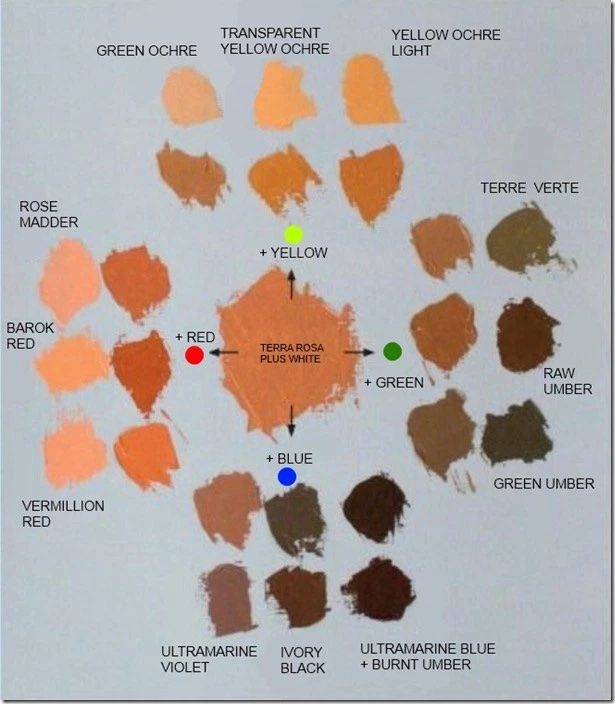 GREEN OCHRE
TRANSPARENT
YELLOW OCHRE
YELLOW OCHRE
LIGHT
TERRE VERTE
ROSE
MADDER
+ YELLOW
BAROK
RED
+ RED
TERRA ROSA
PLUS WHITE
+ GREEN
RAW
UMBER
+ BLUE
GREEN UMBER
VERMILLION
RED
ULTRAMARINE
VIOLET
IVORY
BLACK
ULTRAMARINE BLUE
+ BURNT UMBER